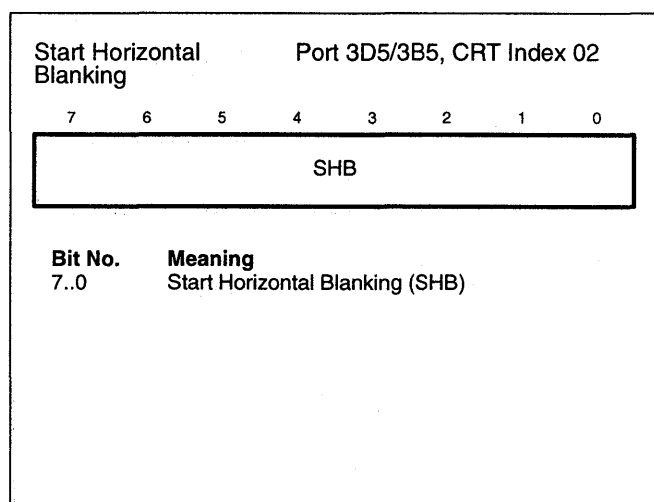 Start Horizontal Blanking
Port 3D5/3B5, CRT Index 02
7 6 5 4 3 2 1 0
SHB
Bit No. Meaning
7..0 Start Horizontal Blanking (SHB)